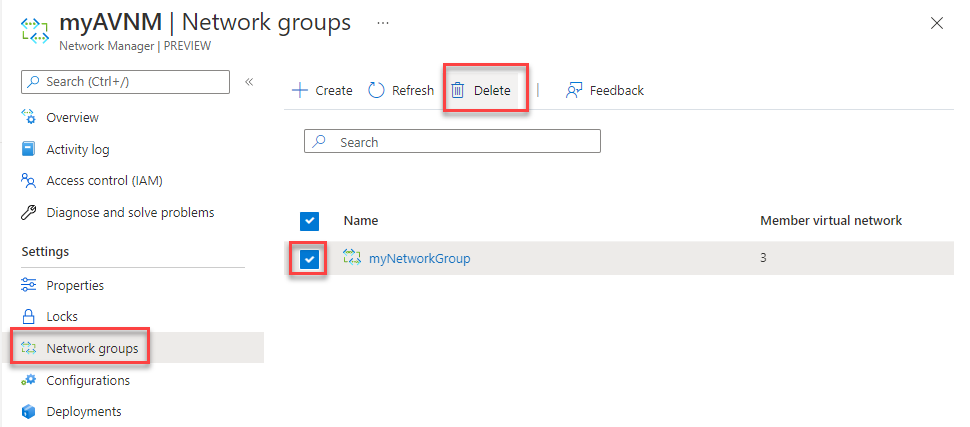 myAVNM | Network groups ...
Network Manager | PREVIEW
Search (Ctrl+/)
«
Overview
Activity log
Access control (IAM)
Diagnose and solve problems
Settings
Properties
Locks
Network groups
Configurations
Deployments
Create Refresh Delete | Feedback
Search
Name Member virtual network
myNetworkGroup 3